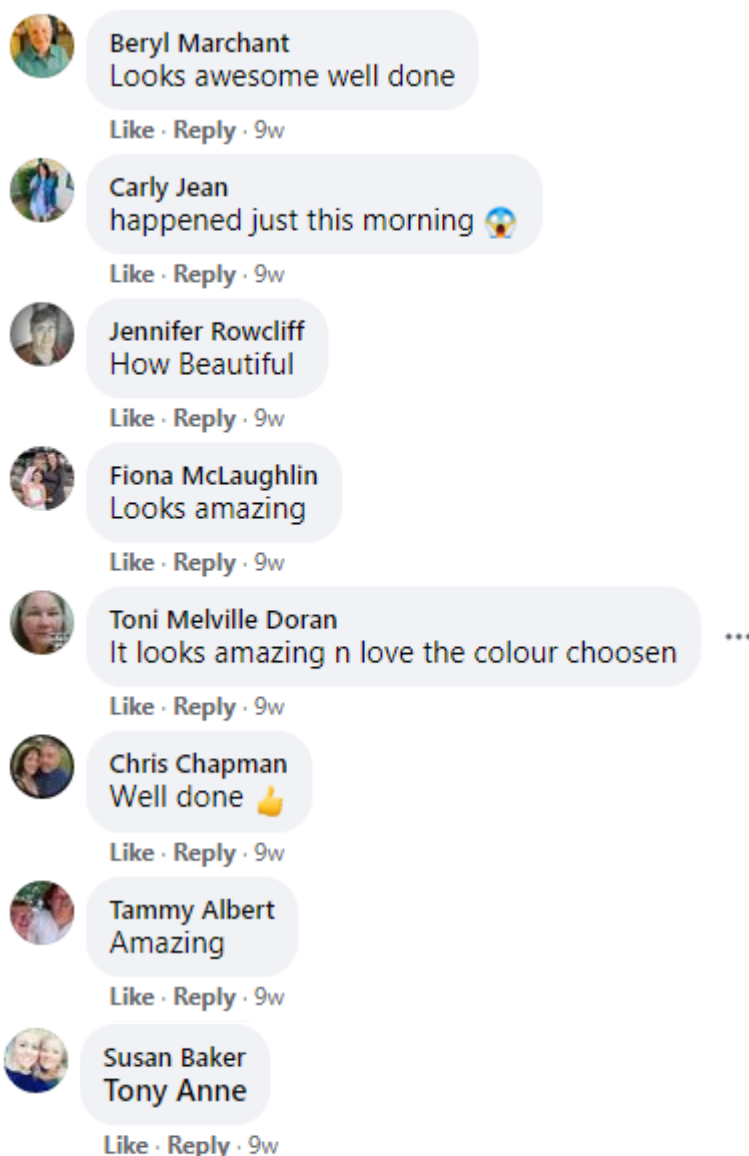 Beryl Marchant
Looks awesome well done
Like · Reply · 9w
Carly Jean
happened just this morning 😱
Like · Reply · 9w
Jennifer Rowcliff
How Beautiful
Like · Reply · 9w
Fiona McLaughlin
Looks amazing
Like · Reply · 9w
Toni Melville Doran
It looks amazing n love the colour choosen
Like · Reply · 9w
Chris Chapman
Well done 👍
Like · Reply · 9w
Tammy Albert
Amazing
Like · Reply · 9w
Susan Baker
Tony Anne
Like · Reply · 9w